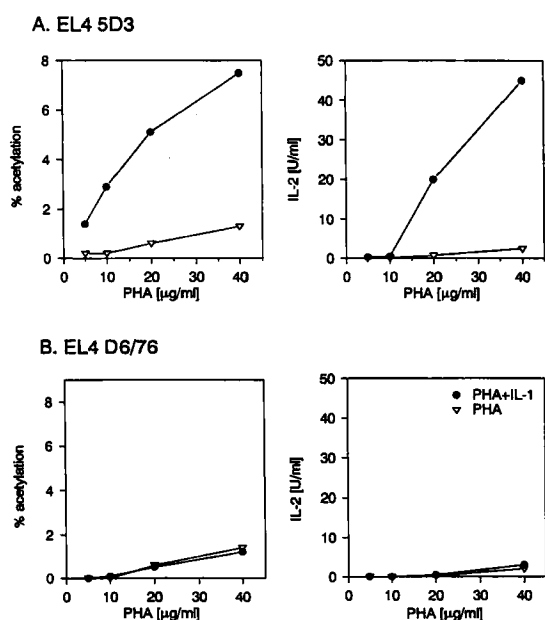 A. EL4 5D3
% acetylation
8
6
4
2
0
0 10 20 30 40
PHA [μg/ml]
IL-2 [U/ml]
50
40
30
20
10
0
0 10 20 30 40
PHA [μg/ml]
B. EL4 D6/76
% acetylation
8
6
4
2
0
0 10 20 30 40
PHA [μg/ml]
IL-2 [U/ml]
50
40
30
20
10
0
PHA+IL-1
PHA
0 10 20 30 40
PHA [μg/ml]